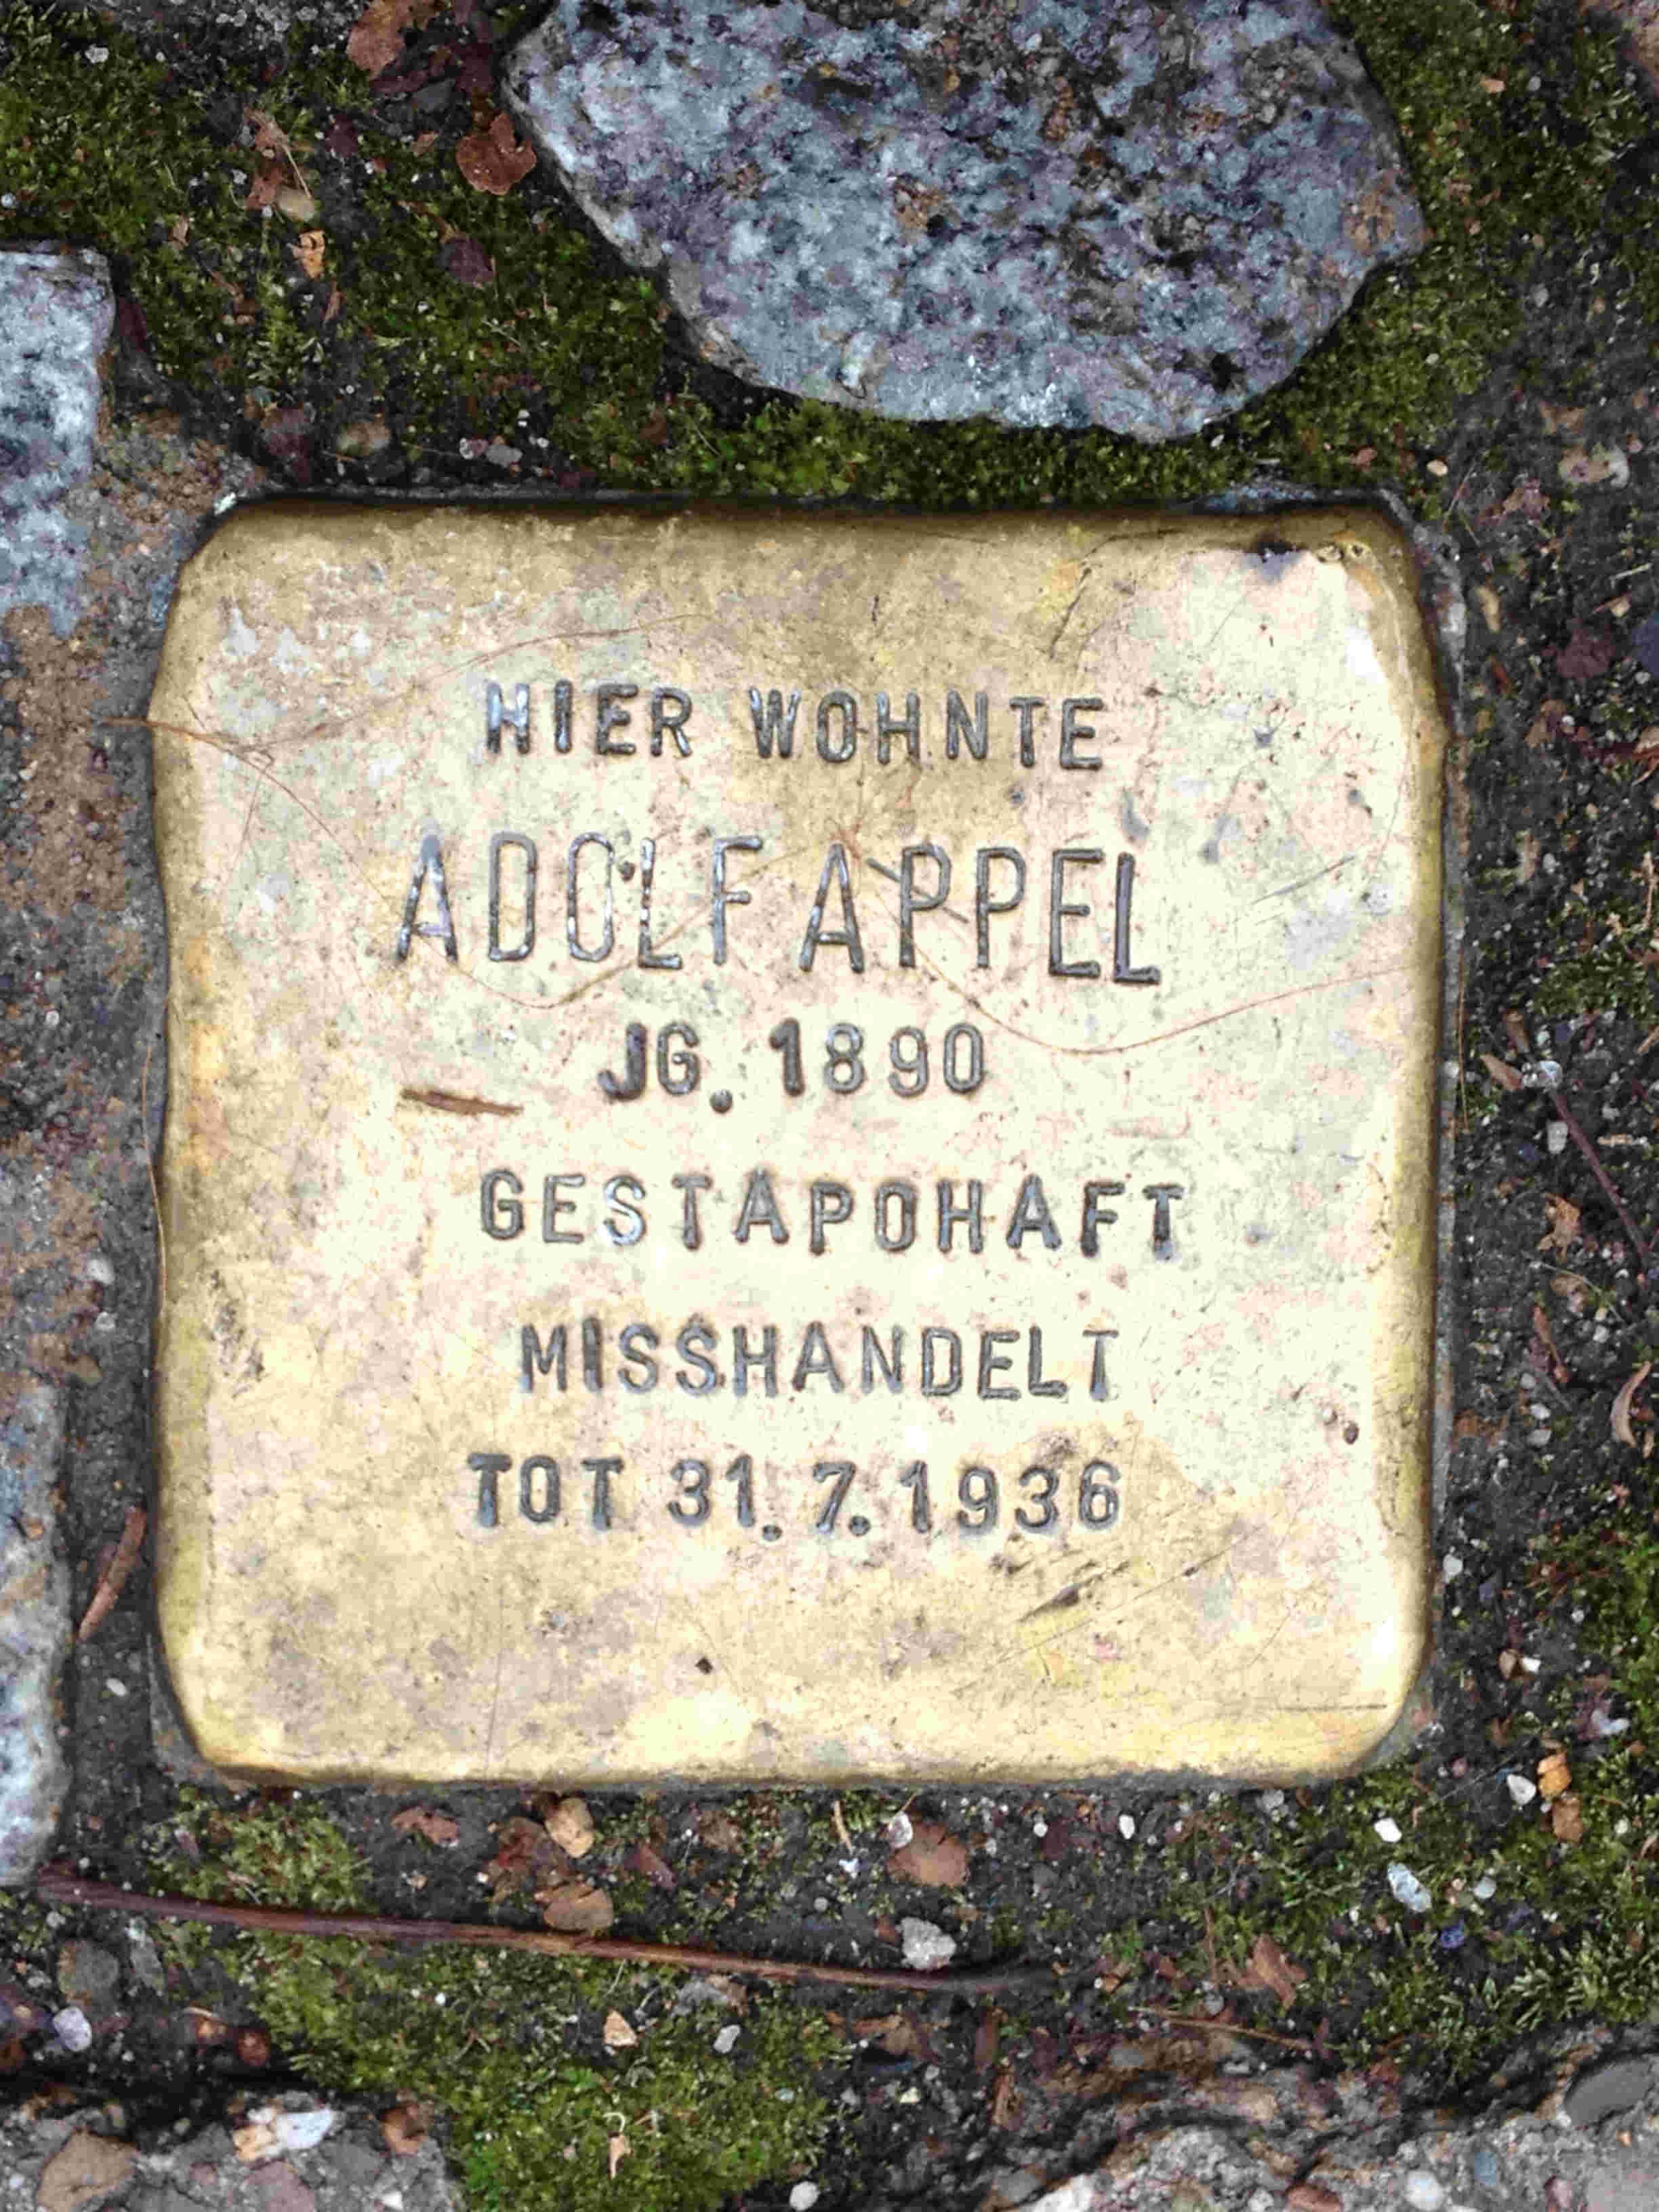 HIER WOHNTE
ADOLF APPEL
JG. 1890
GESTAPOHAFT
MISSHANDELT
TOT 31.7.1936